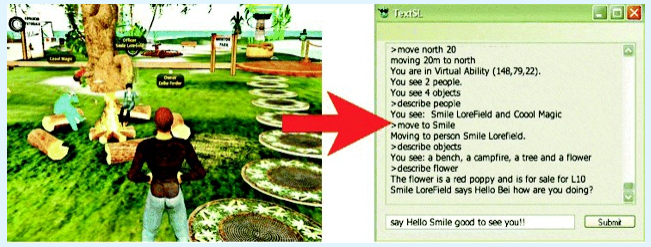 Officer
Smile Lorefield
Coool Magic
Owner
Zelbo Forder
PARK
TextSL
>move north 20
moving 20m to north
You are in Virtual Ability (148,79,22).
You see 2 people.
You see 4 objects
>describe people
You see:  Smile LoreField and Coool Magic
>move to Smile
Moving to person Smile Lorefield.
>describe objects
You see: a bench, a campfire, a tree and a flower
>describe flower
The flower is a red poppy and is for sale for L10
Smile LoreField says Hello Bei how are you doing?
say Hello Smile good to see you!!
Submit